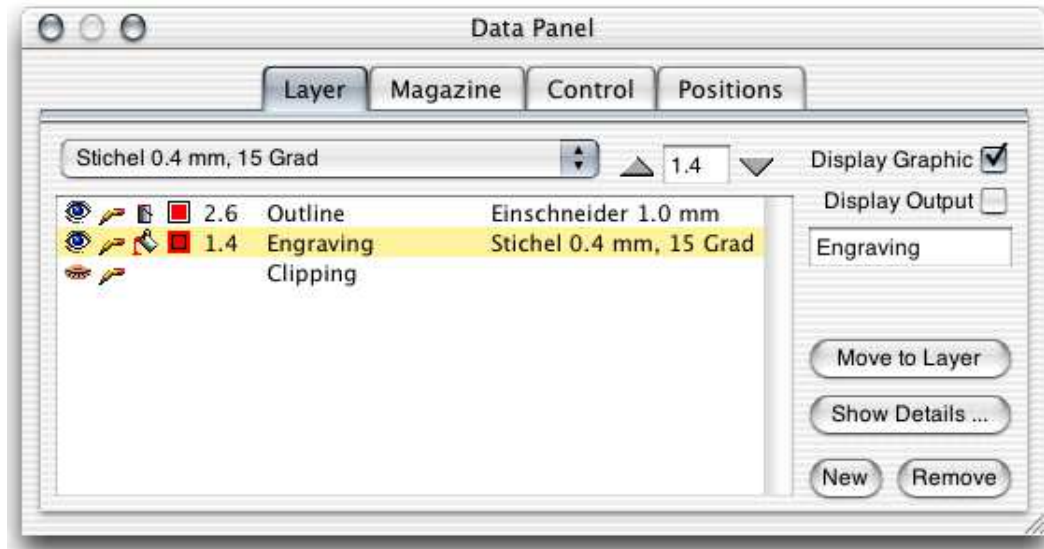 Data Panel
Layer Magazine Control Positions
Stichel 0.4 mm, 15 Grad 1.4 Display Graphic
Display Output
2.6 Outline Einschneider 1.0 mm
1.4 Engraving Stichel 0.4 mm, 15 Grad
Engraving
Clipping
Move to Layer
Show Details ...
New Remove